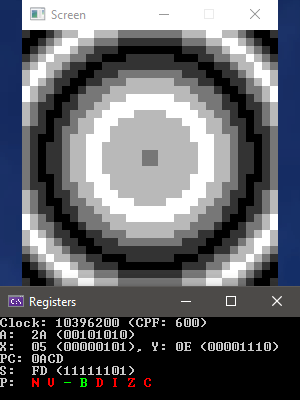 Screen
Registers
Clock: 10396200 (CPF: 600)
A:  2A (00101010)
X:  05 (00000101), Y: 0E (00001110)
PC: 0ACD
S:  FD (11111101)
P:  N V - B D I Z C